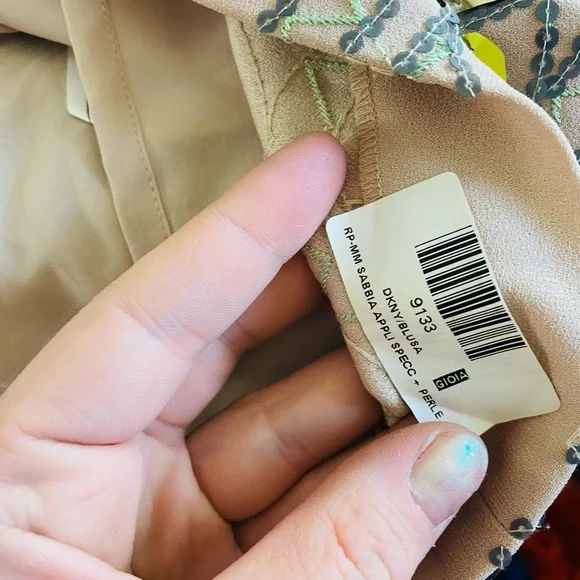 9133
DKNY/BLUSA
RP-MM SABBIA APPLI SPECC + PERLE
GIOIA